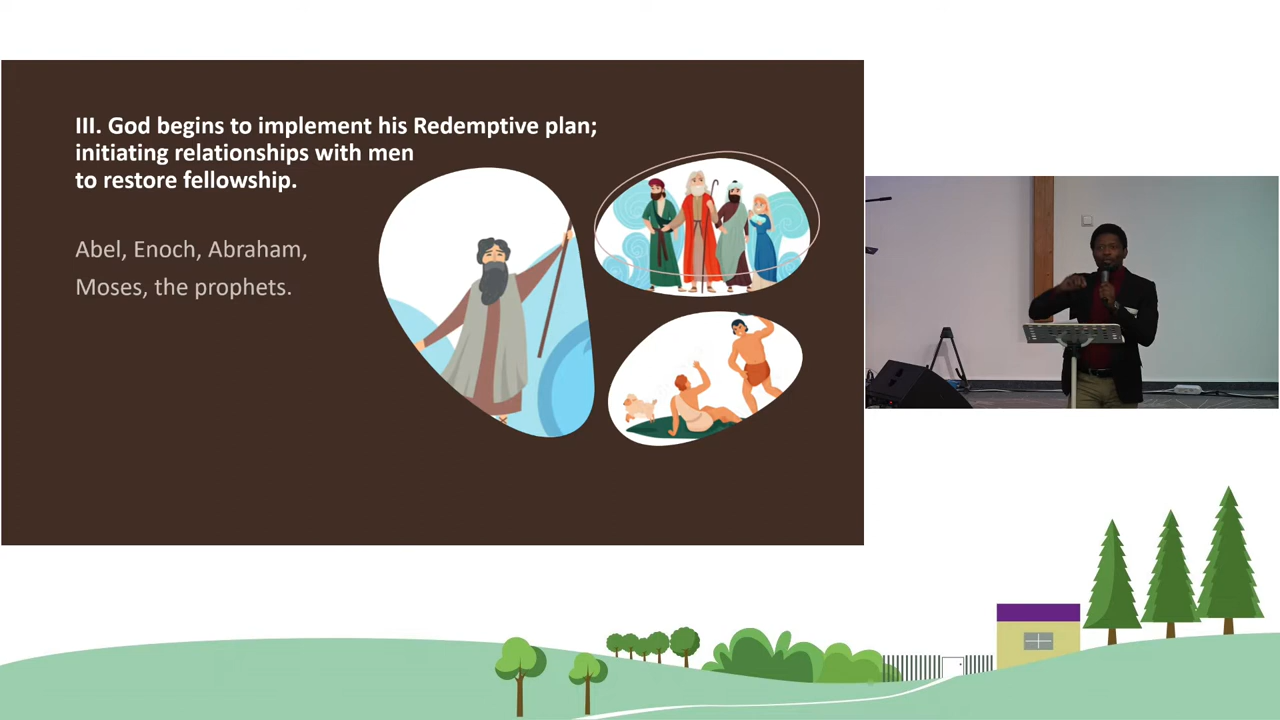 III. God begins to implement his Redemptive plan;
initiating relationships with men
to restore fellowship.
Abel, Enoch, Abraham,
Moses, the prophets.